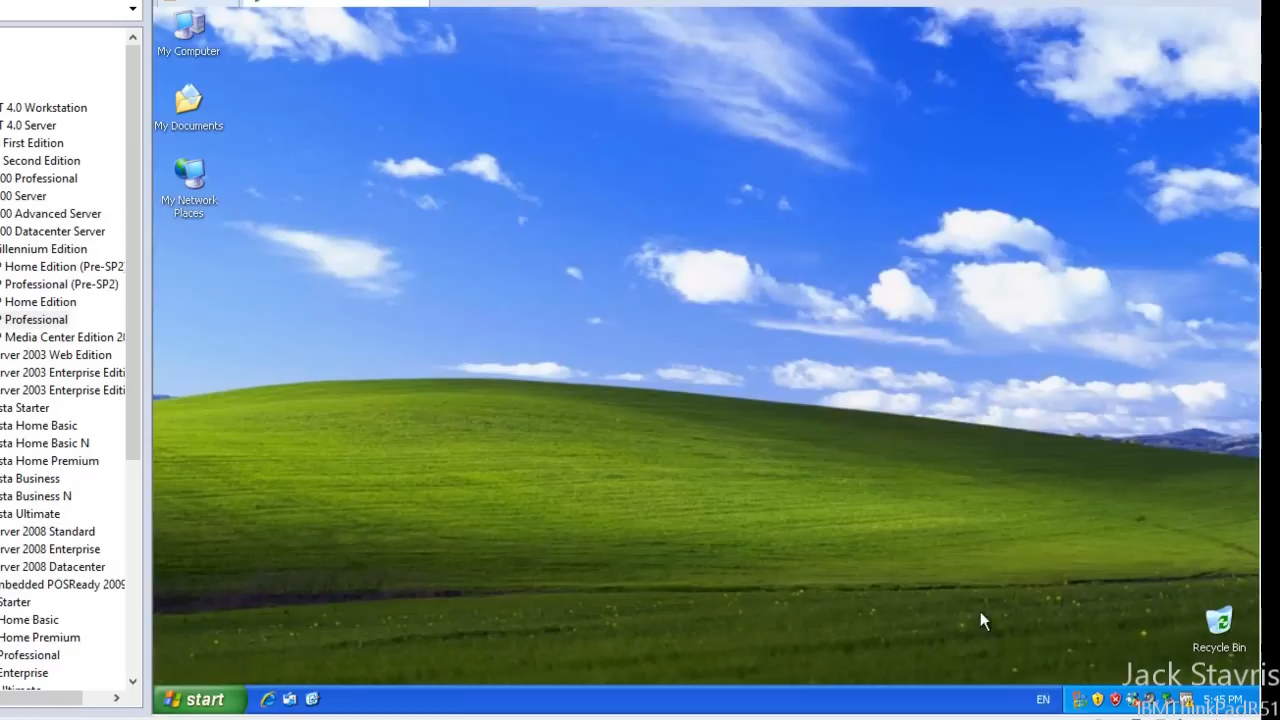 My Computer
My Documents
My Network
Places
T 4.0 Workstation
T 4.0 Server
First Edition
Second Edition
00 Professional
00 Server
00 Advanced Server
00 Datacenter Server
illennium Edition
Home Edition (Pre-SP2)
Professional (Pre-SP2)
Home Edition
Professional
Media Center Edition 20
rver 2003 Web Edition
rver 2003 Enterprise Editi
rver 2003 Enterprise Editi
sta Starter
sta Home Basic
sta Home Basic N
sta Home Premium
sta Business
sta Business N
sta Ultimate
rver 2008 Standard
rver 2008 Enterprise
rver 2008 Datacenter
mbedded POSReady 2009
Starter
Home Basic
Home Premium
Professional
Enterprise
Ultimate
Recycle Bin
Jack Stavris
start
EN
5:45 PM
IBMThinkPadR51